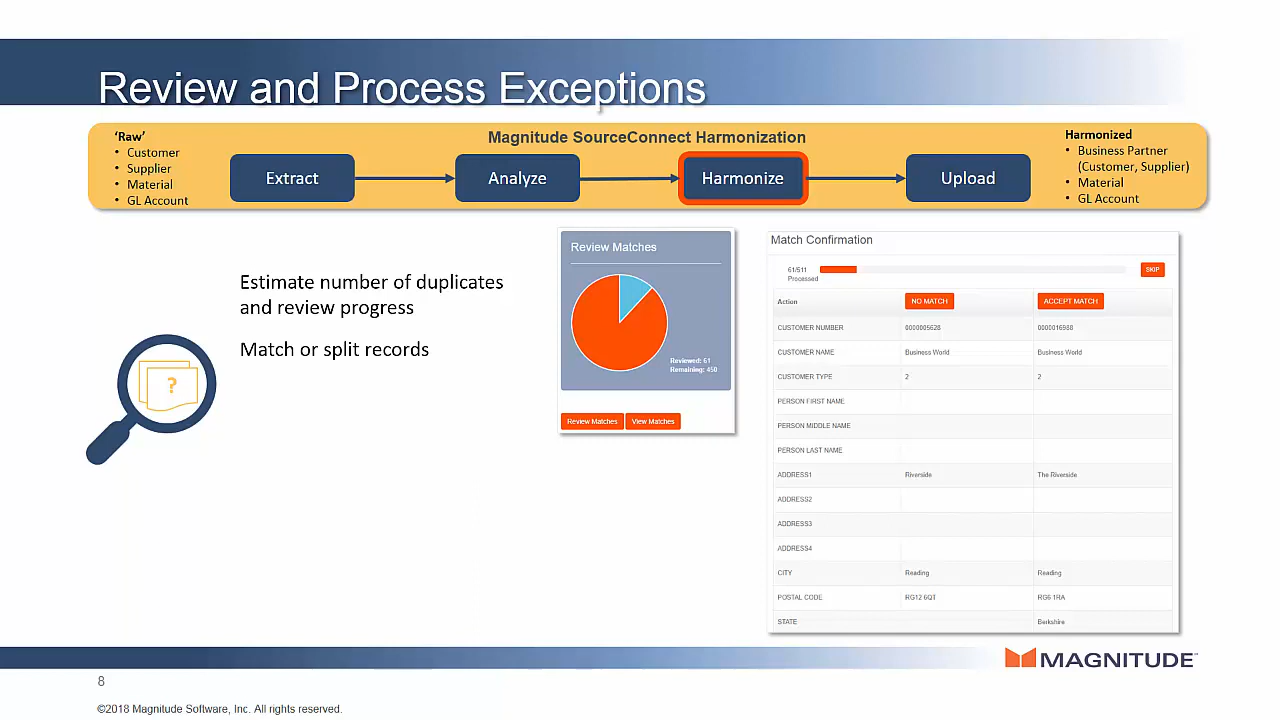 Review and Process Exceptions
Magnitude SourceConnect Harmonization
‘Raw’
• Customer
• Supplier
• Material
• GL Account
Extract
Analyze
Harmonize
Upload
Harmonized
• Business Partner
(Customer, Supplier)
• Material
• GL Account
Estimate number of duplicates
and review progress
Match or split records
?
Review Matches
Reviewed: 61
Remaining: 450
Review Matches View Matches
Match Confirmation
61/511
Processed
SKIP
Action NO MATCH ACCEPT MATCH
CUSTOMER NUMBER 0000005628 0000016988
CUSTOMER NAME Business World Business World
CUSTOMER TYPE 2 2
PERSON FIRST NAME
PERSON MIDDLE NAME
PERSON LAST NAME
ADDRESS1 Riverside The Riverside
ADDRESS2
ADDRESS3
ADDRESS4
CITY Reading Reading
POSTAL CODE RG12 6QT RG6 1RA
STATE Berkshire
MAGNITUDE™
8
©2018 Magnitude Software, Inc. All rights reserved.